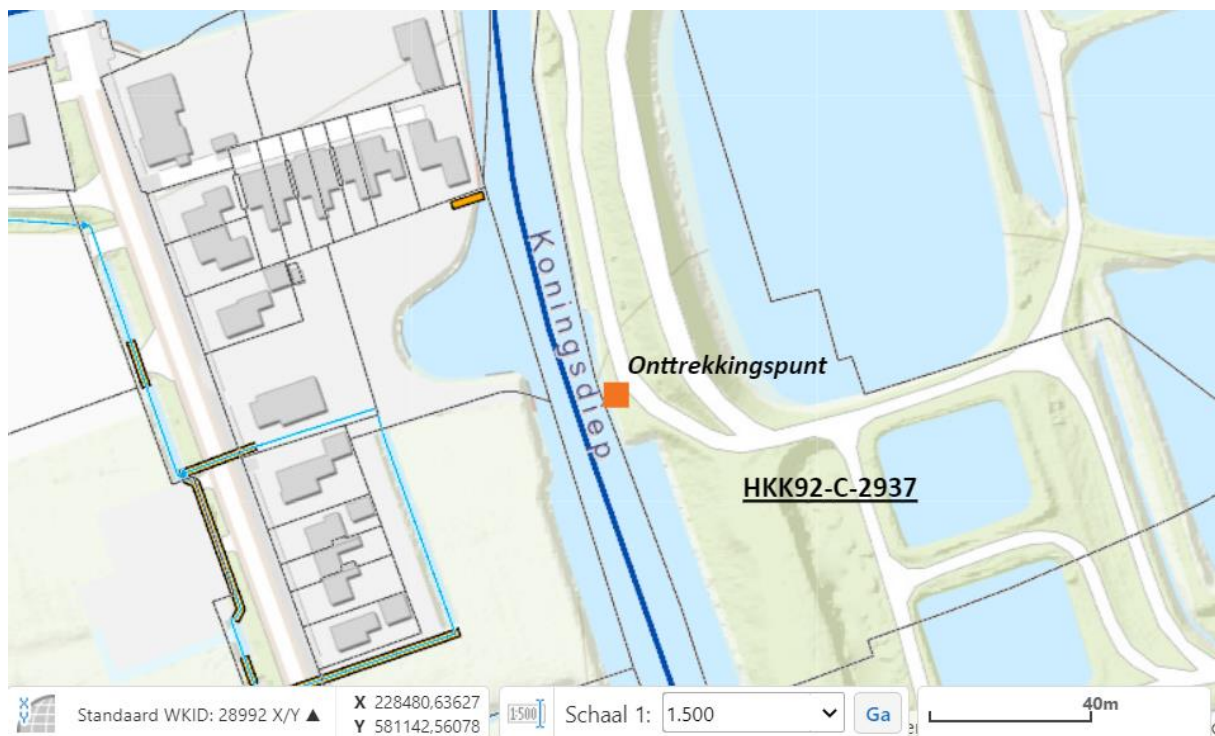 Koningsdiep
Onttrekkingspunt
HKK92-C-2937
X
Y
Standaard WKID: 28992 X/Y ▲
X 228480,63627
Y 581142,56078
1:500
Schaal 1:
1.500
Ga
40m